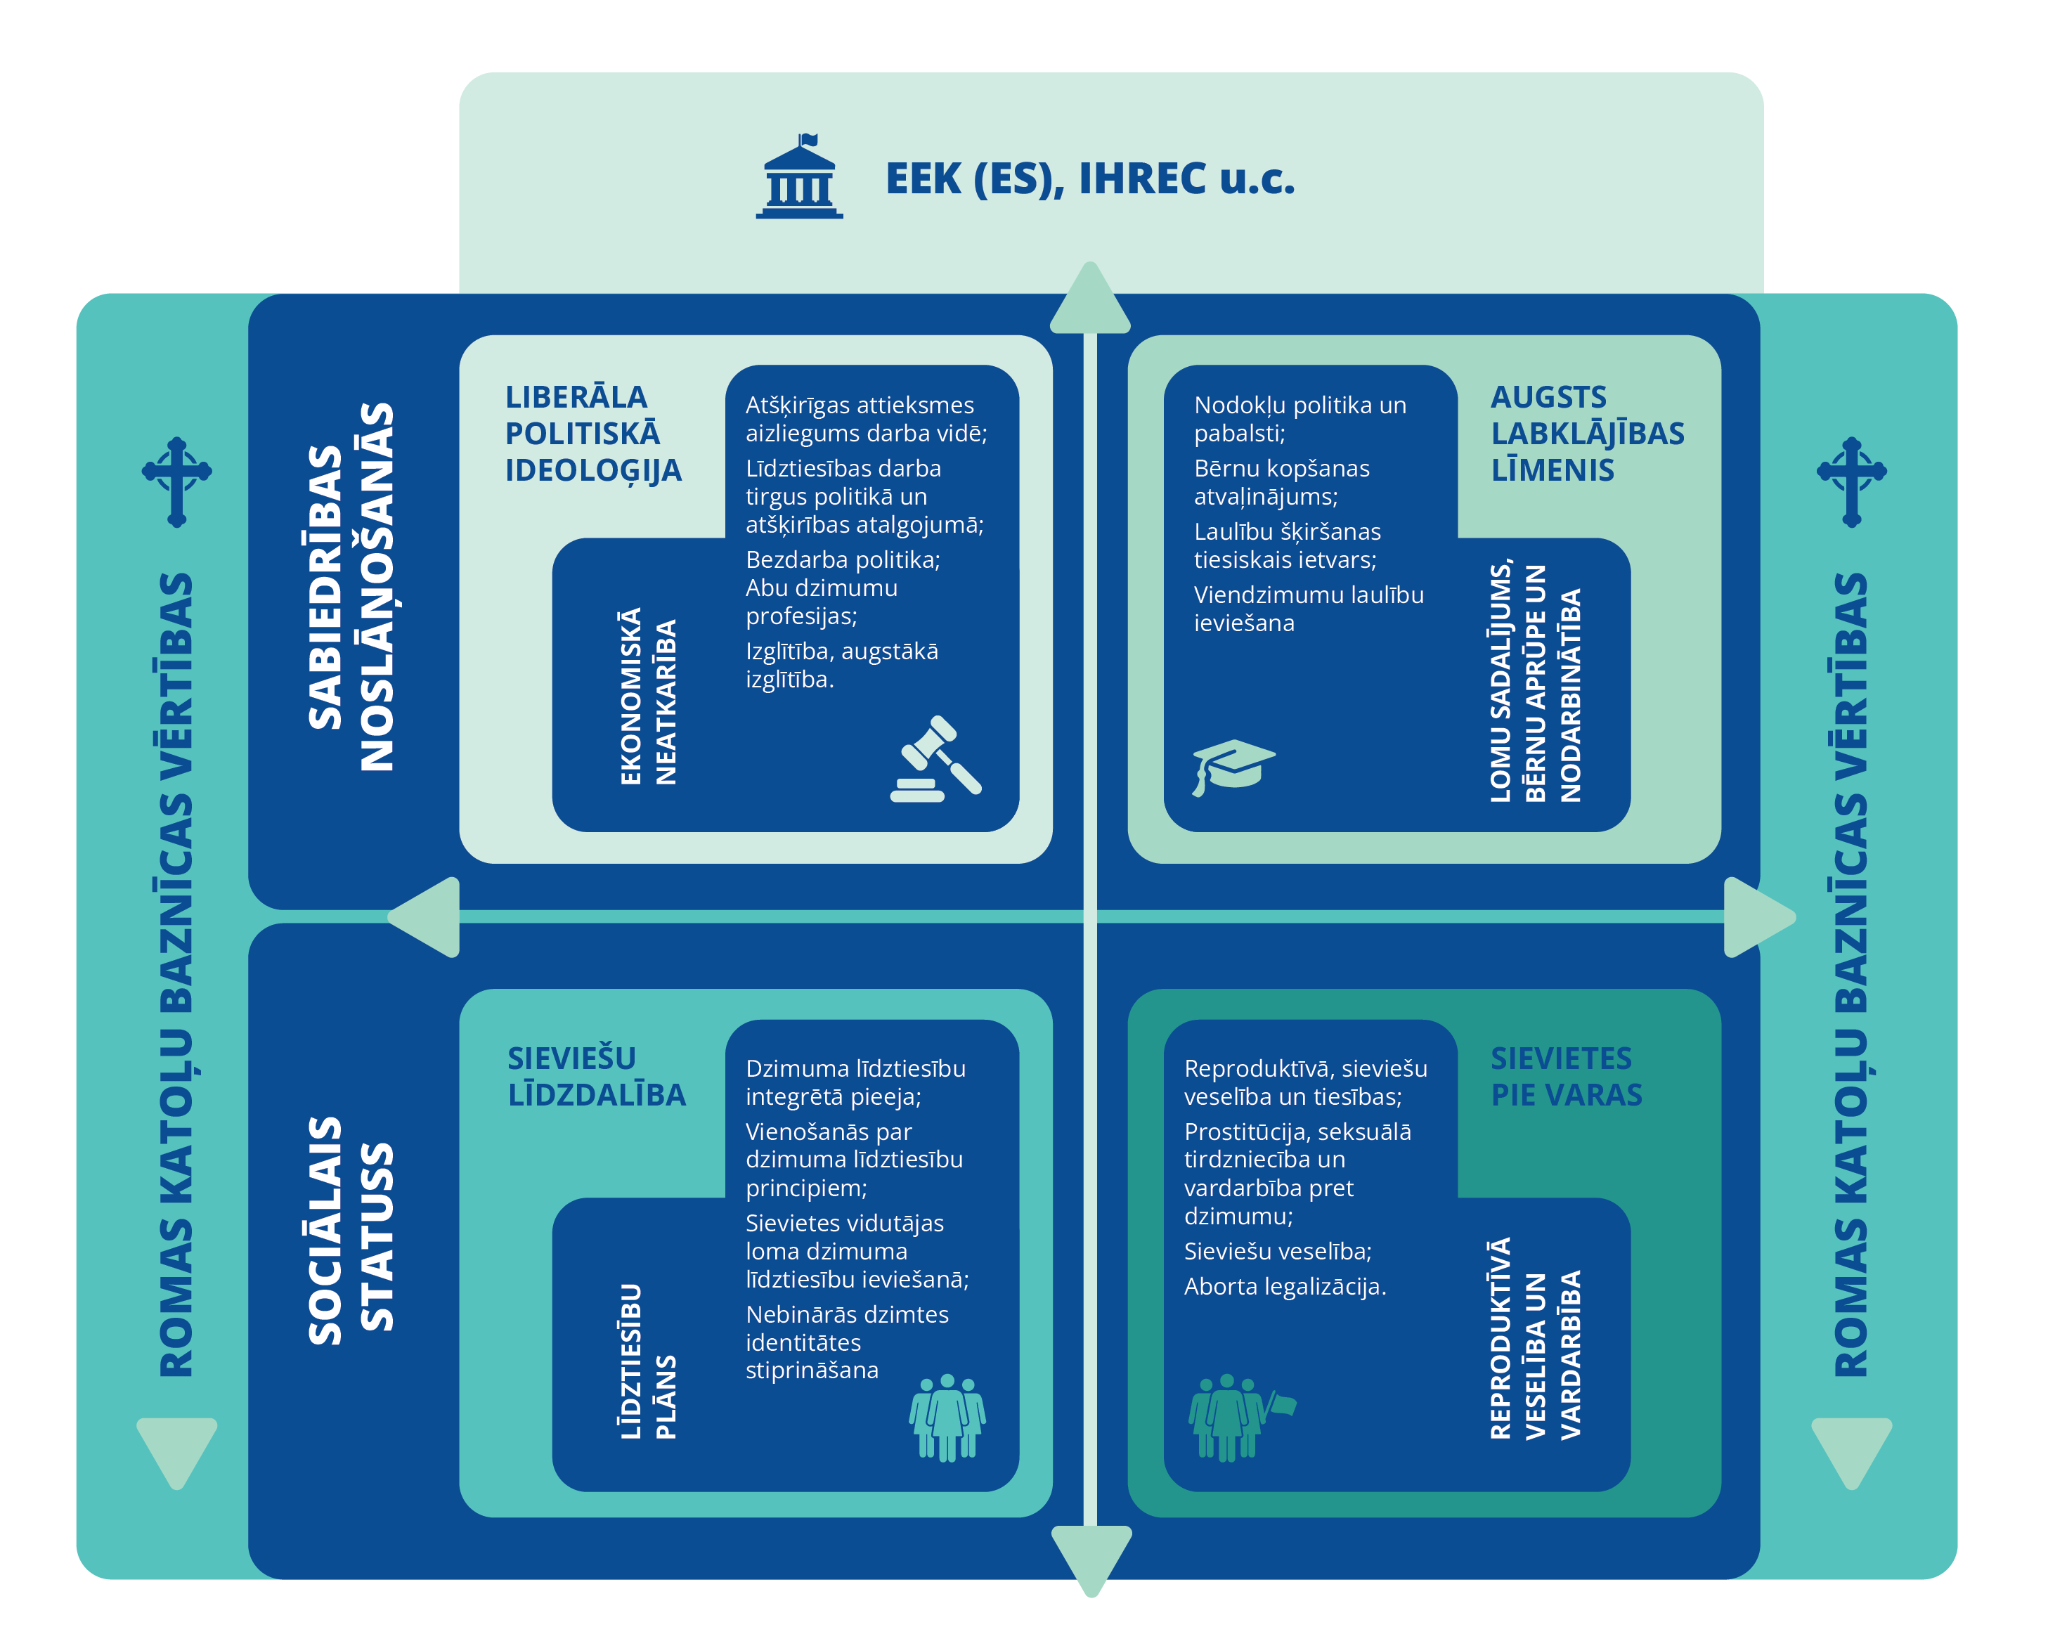 EEK (ES), IHREC u.c.
ROMAS KATOĻU BAZNĪCAS VĒRTĪBAS
SABIEDRĪBAS
NOSLĀŅOŠANĀS
LIBERĀLA
POLITISKĀ
IDEOLOĢIJA
EKONOMISKĀ
NEATKARĪBA
Atšķirīgas attieksmes
aizliegums darba vidē;
Līdztiesības darba
tirgus politikā un
atšķirības atalgojumā;
Bezdarba politika;
Abu dzimumu
profesijas;
Izglītība, augstākā
izglītība.
Nodokļu politika un
pabalsti;
Bērnu kopšanas
atvaļinājums;
Laulību šķiršanas
tiesiskais ietvars;
Viendzimumu laulību
ieviešana
AUGSTS
LABKLĀJĪBAS
LĪMENIS
LOMU SADALĪJUMS,
BĒRNU APRŪPE UN
NODARBINĀTĪBA
SOCIĀLAIS
STATUSS
SIEVIEŠU
LĪDZDALĪBA
LĪDZTIESĪBU
PLĀNS
Dzimuma līdztiesību
integrētā pieeja;
Vienošanās par
dzimuma līdztiesību
principiem;
Sievietes vidutājas
loma dzimuma
līdztiesību ieviešanā;
Nebinārās dzimtes
identitātes
stiprināšana
Reproduktīvā, sieviešu
veselība un tiesības;
Prostitūcija, seksuālā
tirdzniecība un
vardarbība pret
dzimumu;
Sieviešu veselība;
Aborta legalizācija.
SIEVIETES
PIE VARAS
REPRODUKTĪVĀ
VESELĪBA UN
VARDARBĪBA
ROMAS KATOĻU BAZNĪCAS VĒRTĪBAS